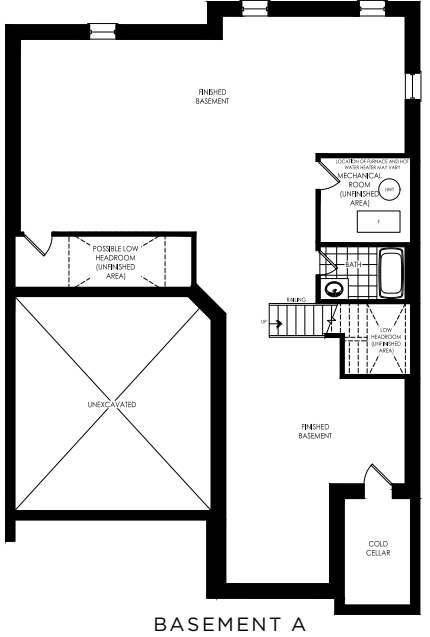 FINISHED
BASEMENT
LOCATION OF FURNACE AND HOT
WATER HEATER MAY VARY
MECHANICAL
ROOM
(UNFINISHED
AREA)
HWT
F
POSSIBLE LOW
HEADROOM
(UNFINISHED
AREA)
BATH
RAILING
UP
LOW
HEADROOM
(UNFINISHED
AREA)
UNEXCAVATED
FINISHED
BASEMENT
COLD
CELLAR
BASEMENT A